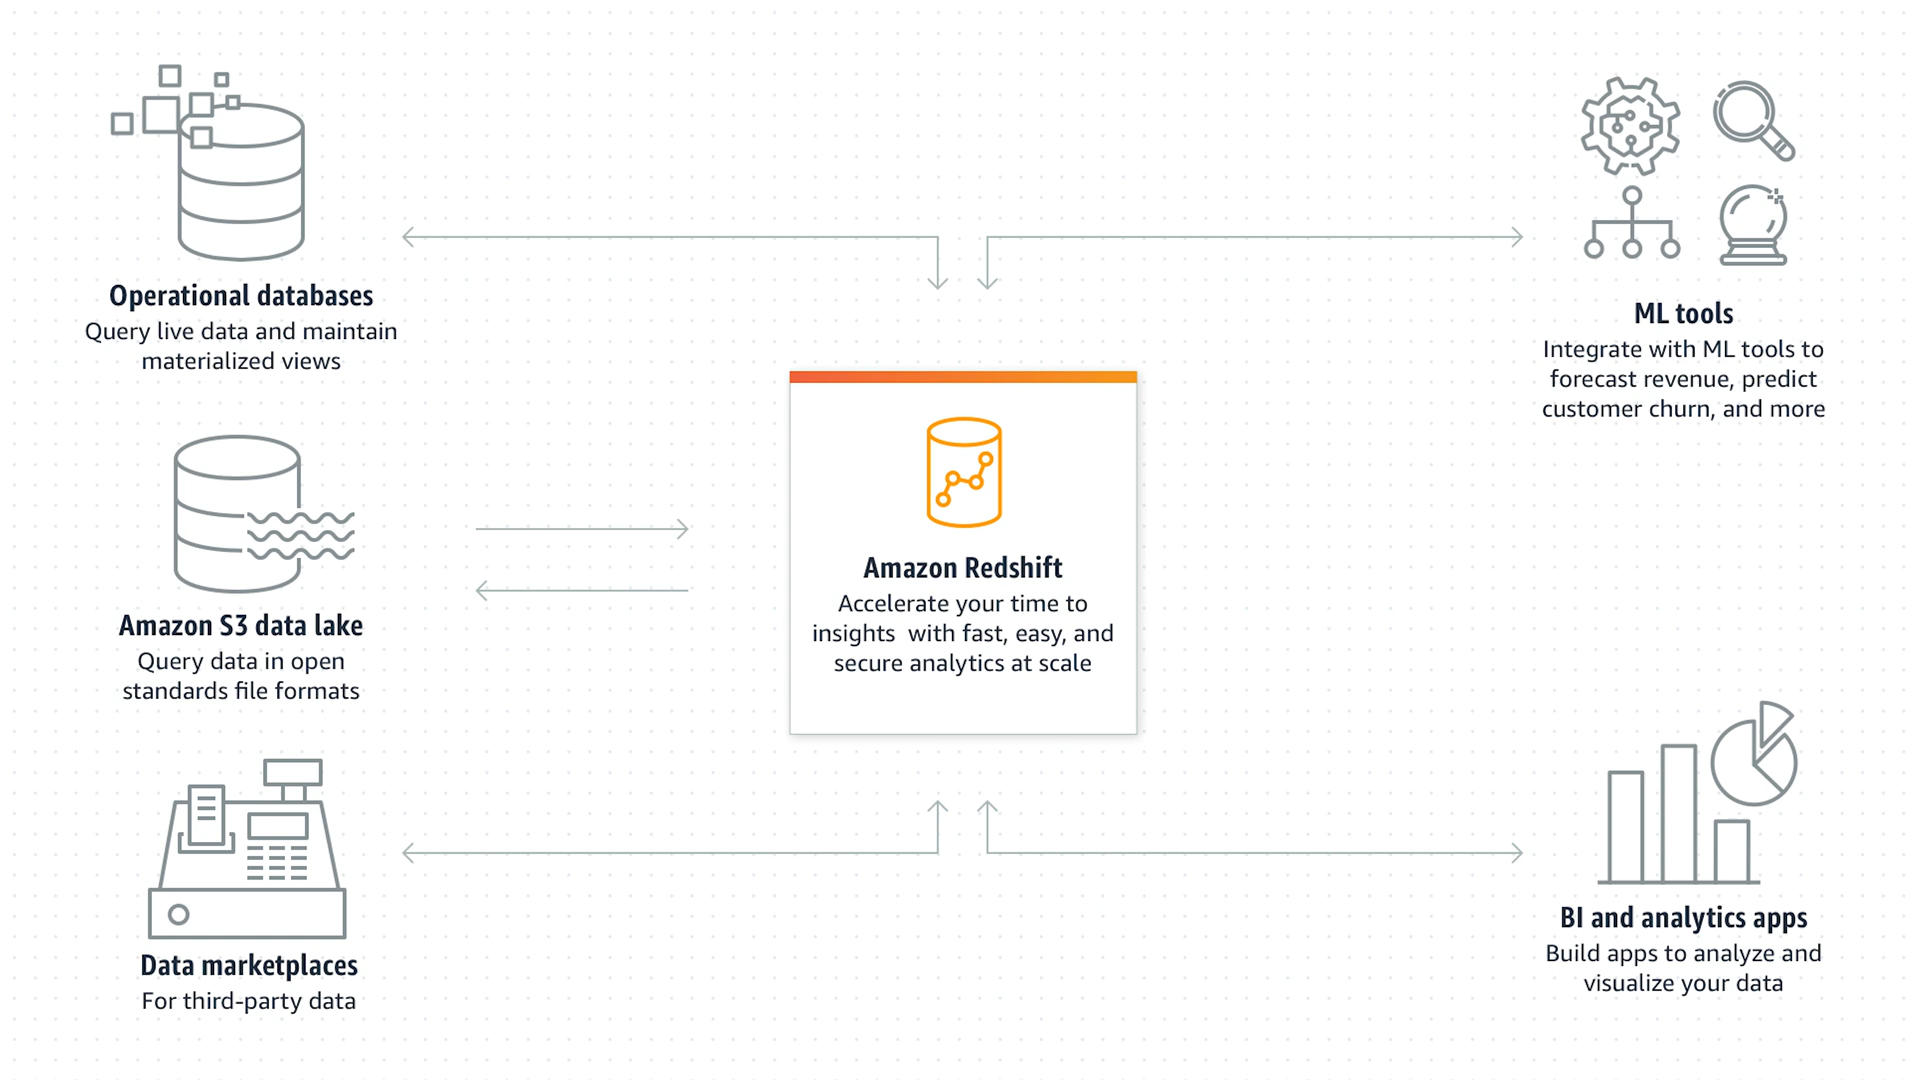 Operational databases
Query live data and maintain
materialized views
Amazon S3 data lake
Query data in open
standards file formats
Data marketplaces
For third-party data
Amazon Redshift
Accelerate your time to
insights  with fast, easy, and
secure analytics at scale
ML tools
Integrate with ML tools to
forecast revenue, predict
customer churn, and more
BI and analytics apps
Build apps to analyze and
visualize your data